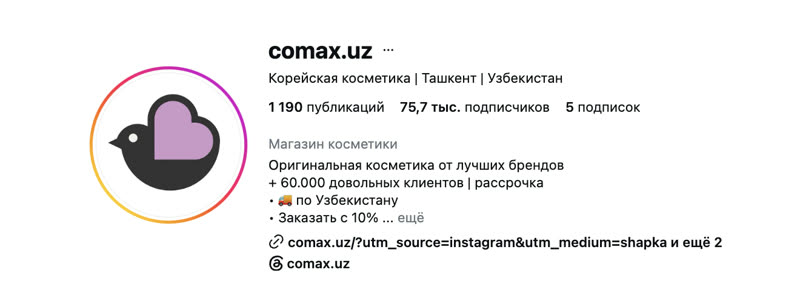 comax.uz ...
Корейская косметика | Ташкент | Узбекистан
1 190 публикаций 75,7 тыс. подписчиков 5 подписок
Магазин косметики
Оригинальная косметика от лучших брендов
+ 60.000 довольных клиентов | рассрочка
• 🚚 по Узбекистану
• Заказать с 10% ... ещё
comax.uz/?utm_source=instagram&utm_medium=shapka и ещё 2
comax.uz